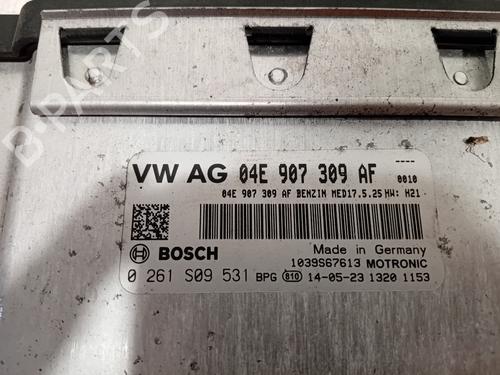 B-PARTS
VW AG 04E 907 309 AF 0010
04E 907 309 AF BENZIN MED17.5.25 HW: H21
BOSCH
Made in Germany
1039S67613 MOTRONIC
0 261 S09 531 BPG 810 14-05-23 1320 1153